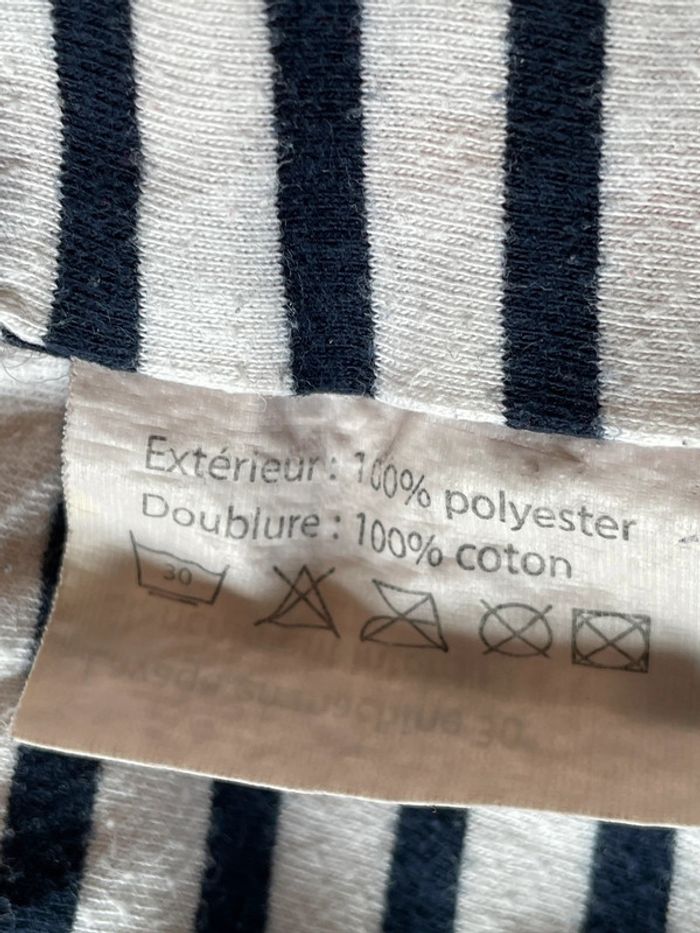 Extérieur : 100% polyester
Doublure : 100% coton
30